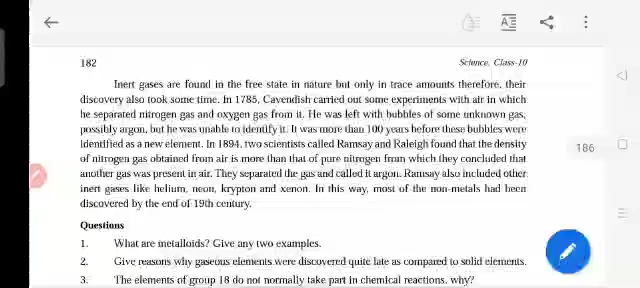 182 Science, Class-10
Inert gases are found in the free state in nature but only in trace amounts therefore, their
discovery also took some time. In 1785, Cavendish carried out some experiments with air in which
he separated nitrogen gas and oxygen gas from it. He was left with bubbles of some unknown gas,
possibly argon, but he was unable to identify it. It was more than 100 years before these bubbles were
identified as a new element. In 1894, two scientists called Ramsay and Raleigh found that the density
186
of nitrogen gas obtained from air is more than that of pure nitrogen from which they concluded that
another gas was present in air. They separated the gas and called it argon. Ramsay also included other
inert gases like helium, neon, krypton and xenon. In this way, most of the non-metals had been
discovered by the end of 19th century.
Questions
1. What are metalloids? Give any two examples.
2. Give reasons why gaseous elements were discovered quite late as compared to solid elements.
3. The elements of group 18 do not normally take part in chemical reactions, why?